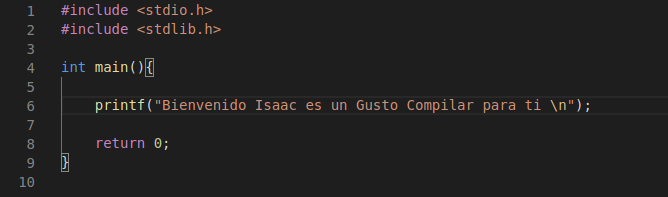 1 #include <stdio.h>
2 #include <stdlib.h>
3
4 int main(){
5
6 printf("Bienvenido Isaac es un Gusto Compilar para ti \n");
7
8 return 0;
9 }
10